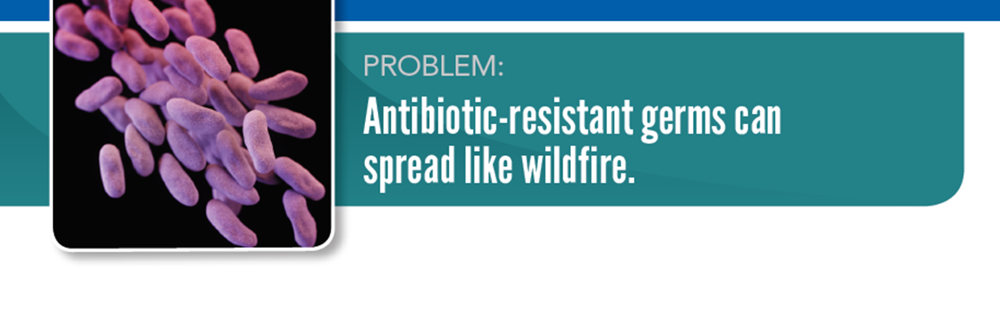 PROBLEM:
Antibiotic-resistant germs can
spread like wildfire.